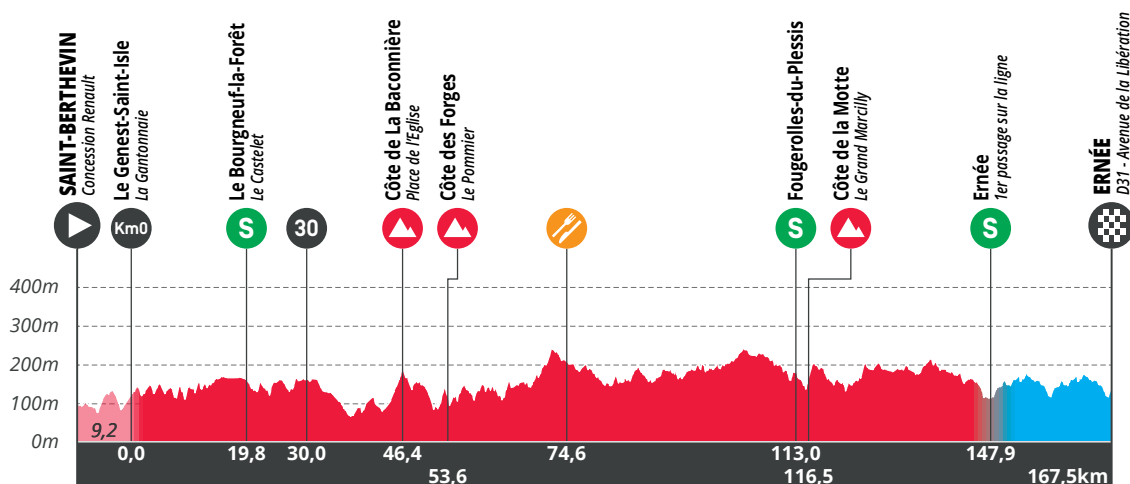 SAINT-BERTHEVIN
Concession Renault
Le Genest-Saint-Isle
La Gantonnaie
Le Bourgneuf-la-Forêt
Le Castelet
Côte de La Baconnière
Place de l'Eglise
Côte des Forges
Le Pommier
Fougerolles-du-Plessis
Côte de la Motte
Le Grand Marcilly
Ernée
1er passage sur la ligne
ERNÉE
D31 - Avenue de la Libération
Km0
S
30
S
S
400m
300m
200m
100m
0m
9,2
0,0
19,8
30,0
46,4
53,6
74,6
113,0
116,5
147,9
167,5km